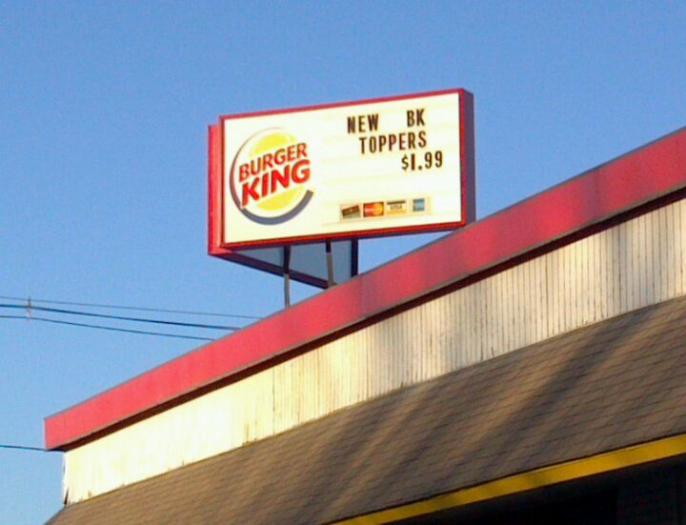 BURGER
KING
NEW BK
TOPPERS
$1.99